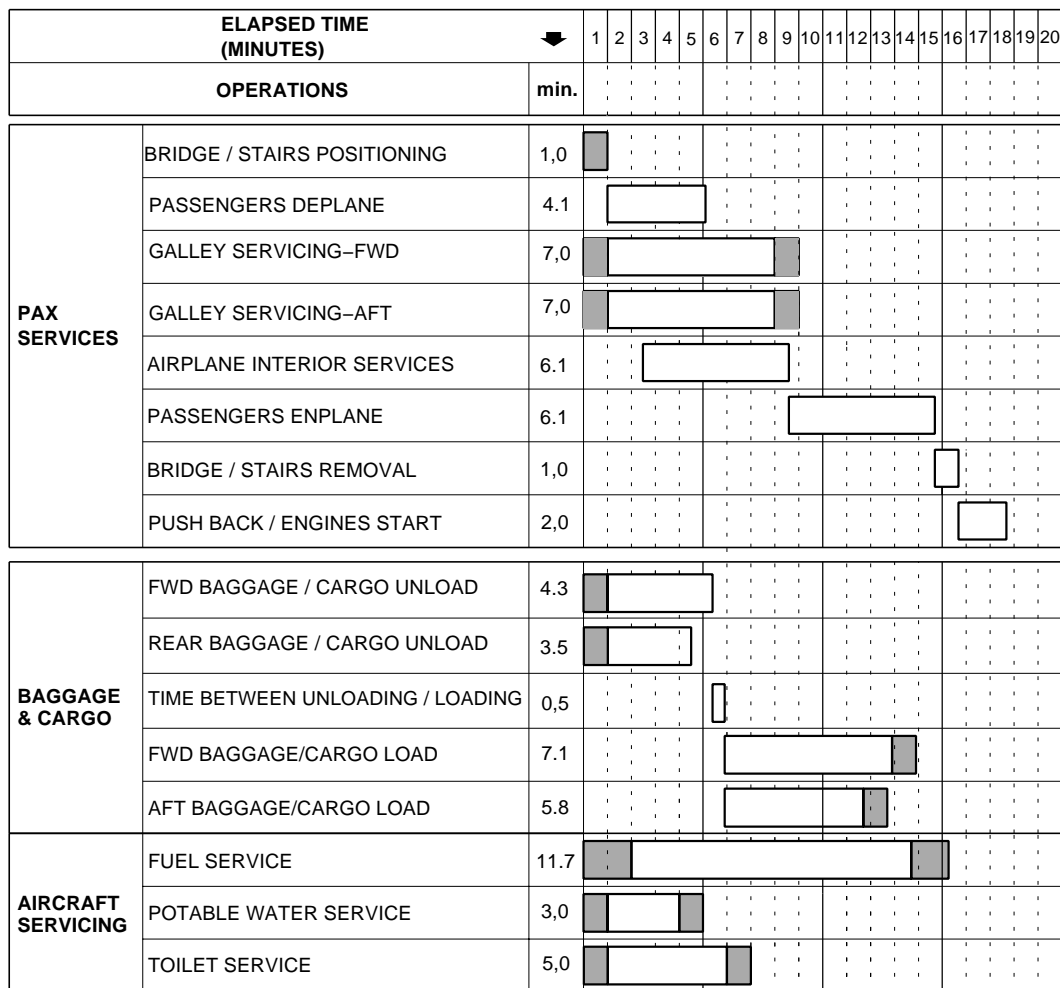 ELAPSED TIME
(MINUTES) 1 2 3 4 5 6 7 8 9 10 11 12 13 14 15 16 17 18 19 20
OPERATIONS min.
PAX
SERVICES
BRIDGE / STAIRS POSITIONING 1,0
PASSENGERS DEPLANE 4.1
GALLEY SERVICING–FWD 7,0
GALLEY SERVICING–AFT 7,0
AIRPLANE INTERIOR SERVICES 6.1
PASSENGERS ENPLANE 6.1
BRIDGE / STAIRS REMOVAL 1,0
PUSH BACK / ENGINES START 2,0
BAGGAGE
& CARGO
FWD BAGGAGE / CARGO UNLOAD 4.3
REAR BAGGAGE / CARGO UNLOAD 3.5
TIME BETWEEN UNLOADING / LOADING 0,5
FWD BAGGAGE/CARGO LOAD 7.1
AFT BAGGAGE/CARGO LOAD 5.8
AIRCRAFT
SERVICING
FUEL SERVICE 11.7
POTABLE WATER SERVICE 3,0
TOILET SERVICE 5,0